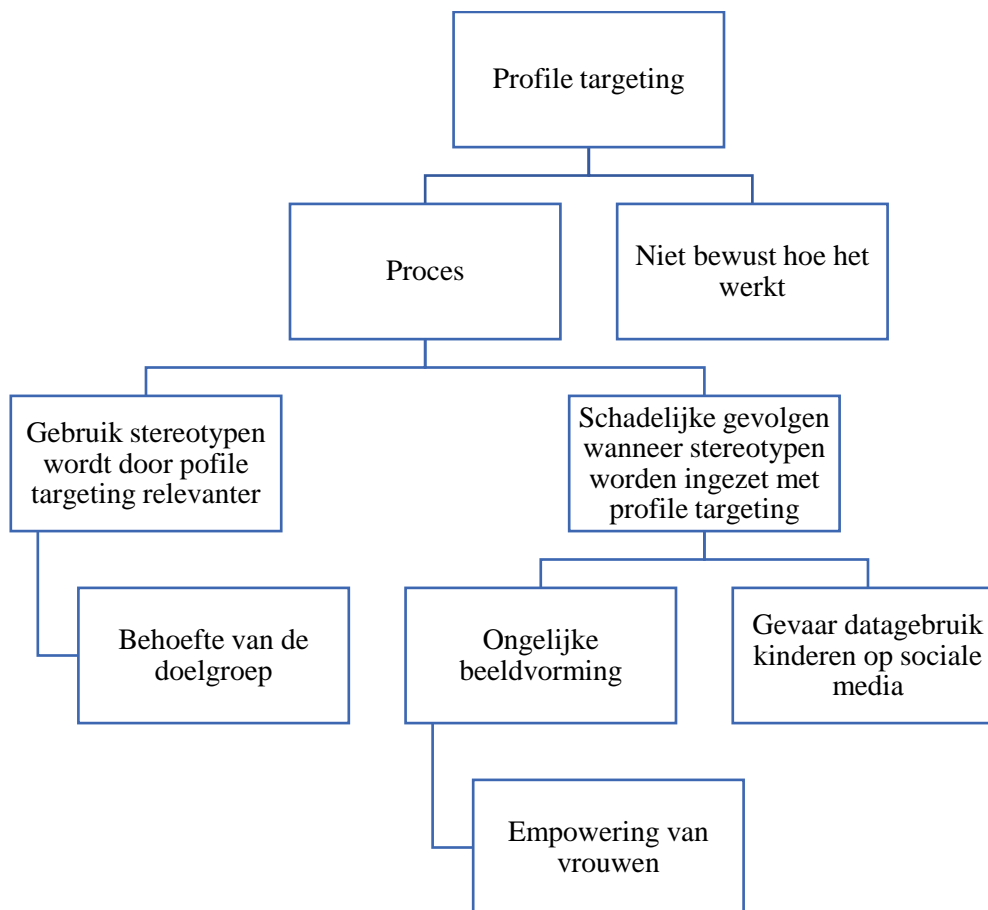 Profile targeting
Proces
Niet bewust hoe het
werkt
Gebruik stereotypen
wordt door pofile
targeting relevanter
Schadelijke gevolgen
wanneer stereotypen
worden ingezet met
profile targeting
Behoefte van de
doelgroep
Ongelijke
beeldvorming
Gevaar datagebruik
kinderen op sociale
media
Empowering van
vrouwen